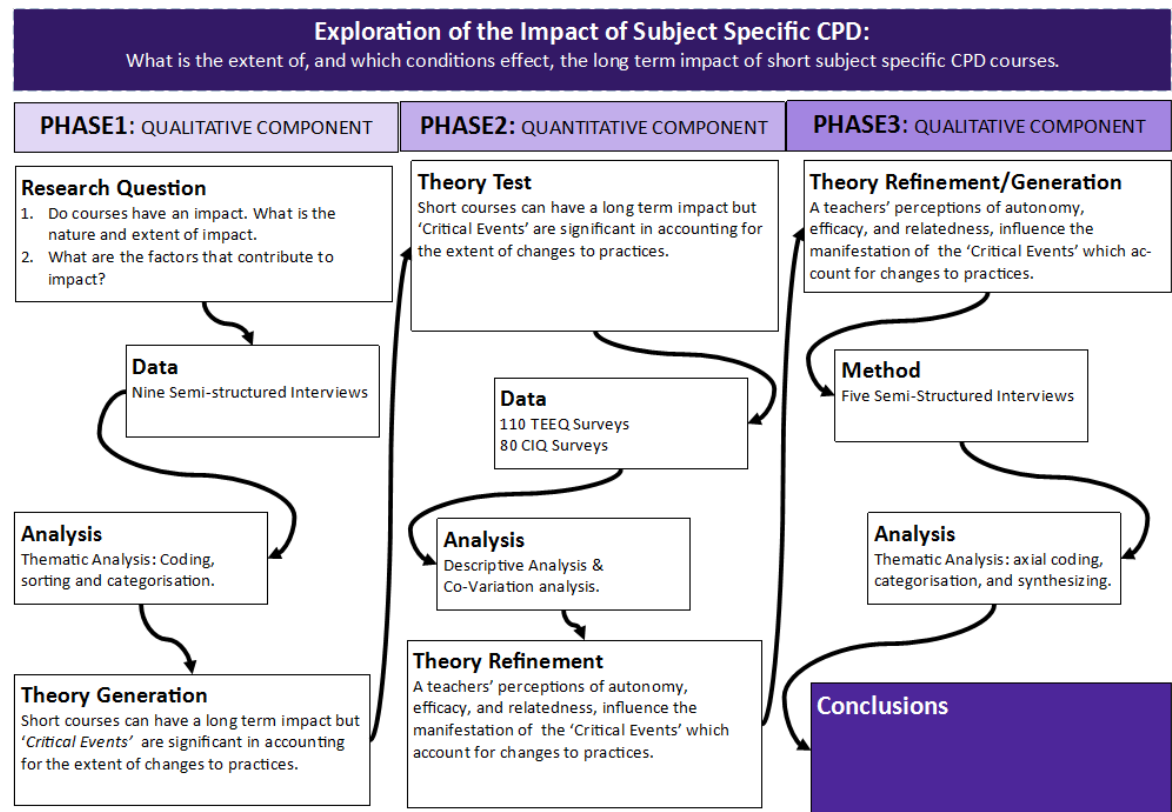 Exploration of the Impact of Subject Specific CPD:
What is the extent of, and which conditions effect, the long term impact of short subject specific CPD courses.
PHASE1: QUALITATIVE COMPONENT
Research Question
1. Do courses have an impact. What is the
nature and extent of impact.
2. What are the factors that contribute to
impact?
Data
Nine Semi-structured Interviews
Analysis
Thematic Analysis: Coding,
sorting and categorisation.
Theory Generation
Short courses can have a long term impact but
‘Critical Events’ are significant in accounting
for the extent of changes to practices.
PHASE2: QUANTITATIVE COMPONENT
Theory Test
Short courses can have a long term impact but
‘Critical Events’ are significant in accounting for
the extent of changes to practices.
Data
110 TEEQ Surveys
80 CIQ Surveys
Analysis
Descriptive Analysis &
Co-Variation analysis.
Theory Refinement
A teachers’ perceptions of autonomy,
efficacy, and relatedness, influence the
manifestation of the ‘Critical Events’ which
account for changes to practices.
PHASE3: QUALITATIVE COMPONENT
Theory Refinement/Generation
A teachers’ perceptions of autonomy,
efficacy, and relatedness, influence the
manifestation of the ‘Critical Events’ which ac-
count for changes to practices.
Method
Five Semi-Structured Interviews
Analysis
Thematic Analysis: axial coding,
categorisation, and synthesizing.
Conclusions